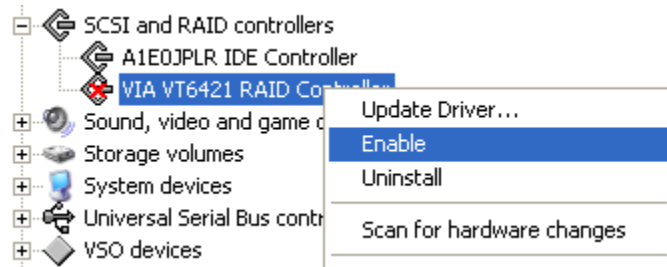 SCSI and RAID controllers
A1E0JPLR IDE Controller
VIA VT6421 RAID Controller
Update Driver...
Sound, video and game
Enable
Storage volumes
Uninstall
System devices
Universal Serial Bus
Scan for hardware changes
VSO devices